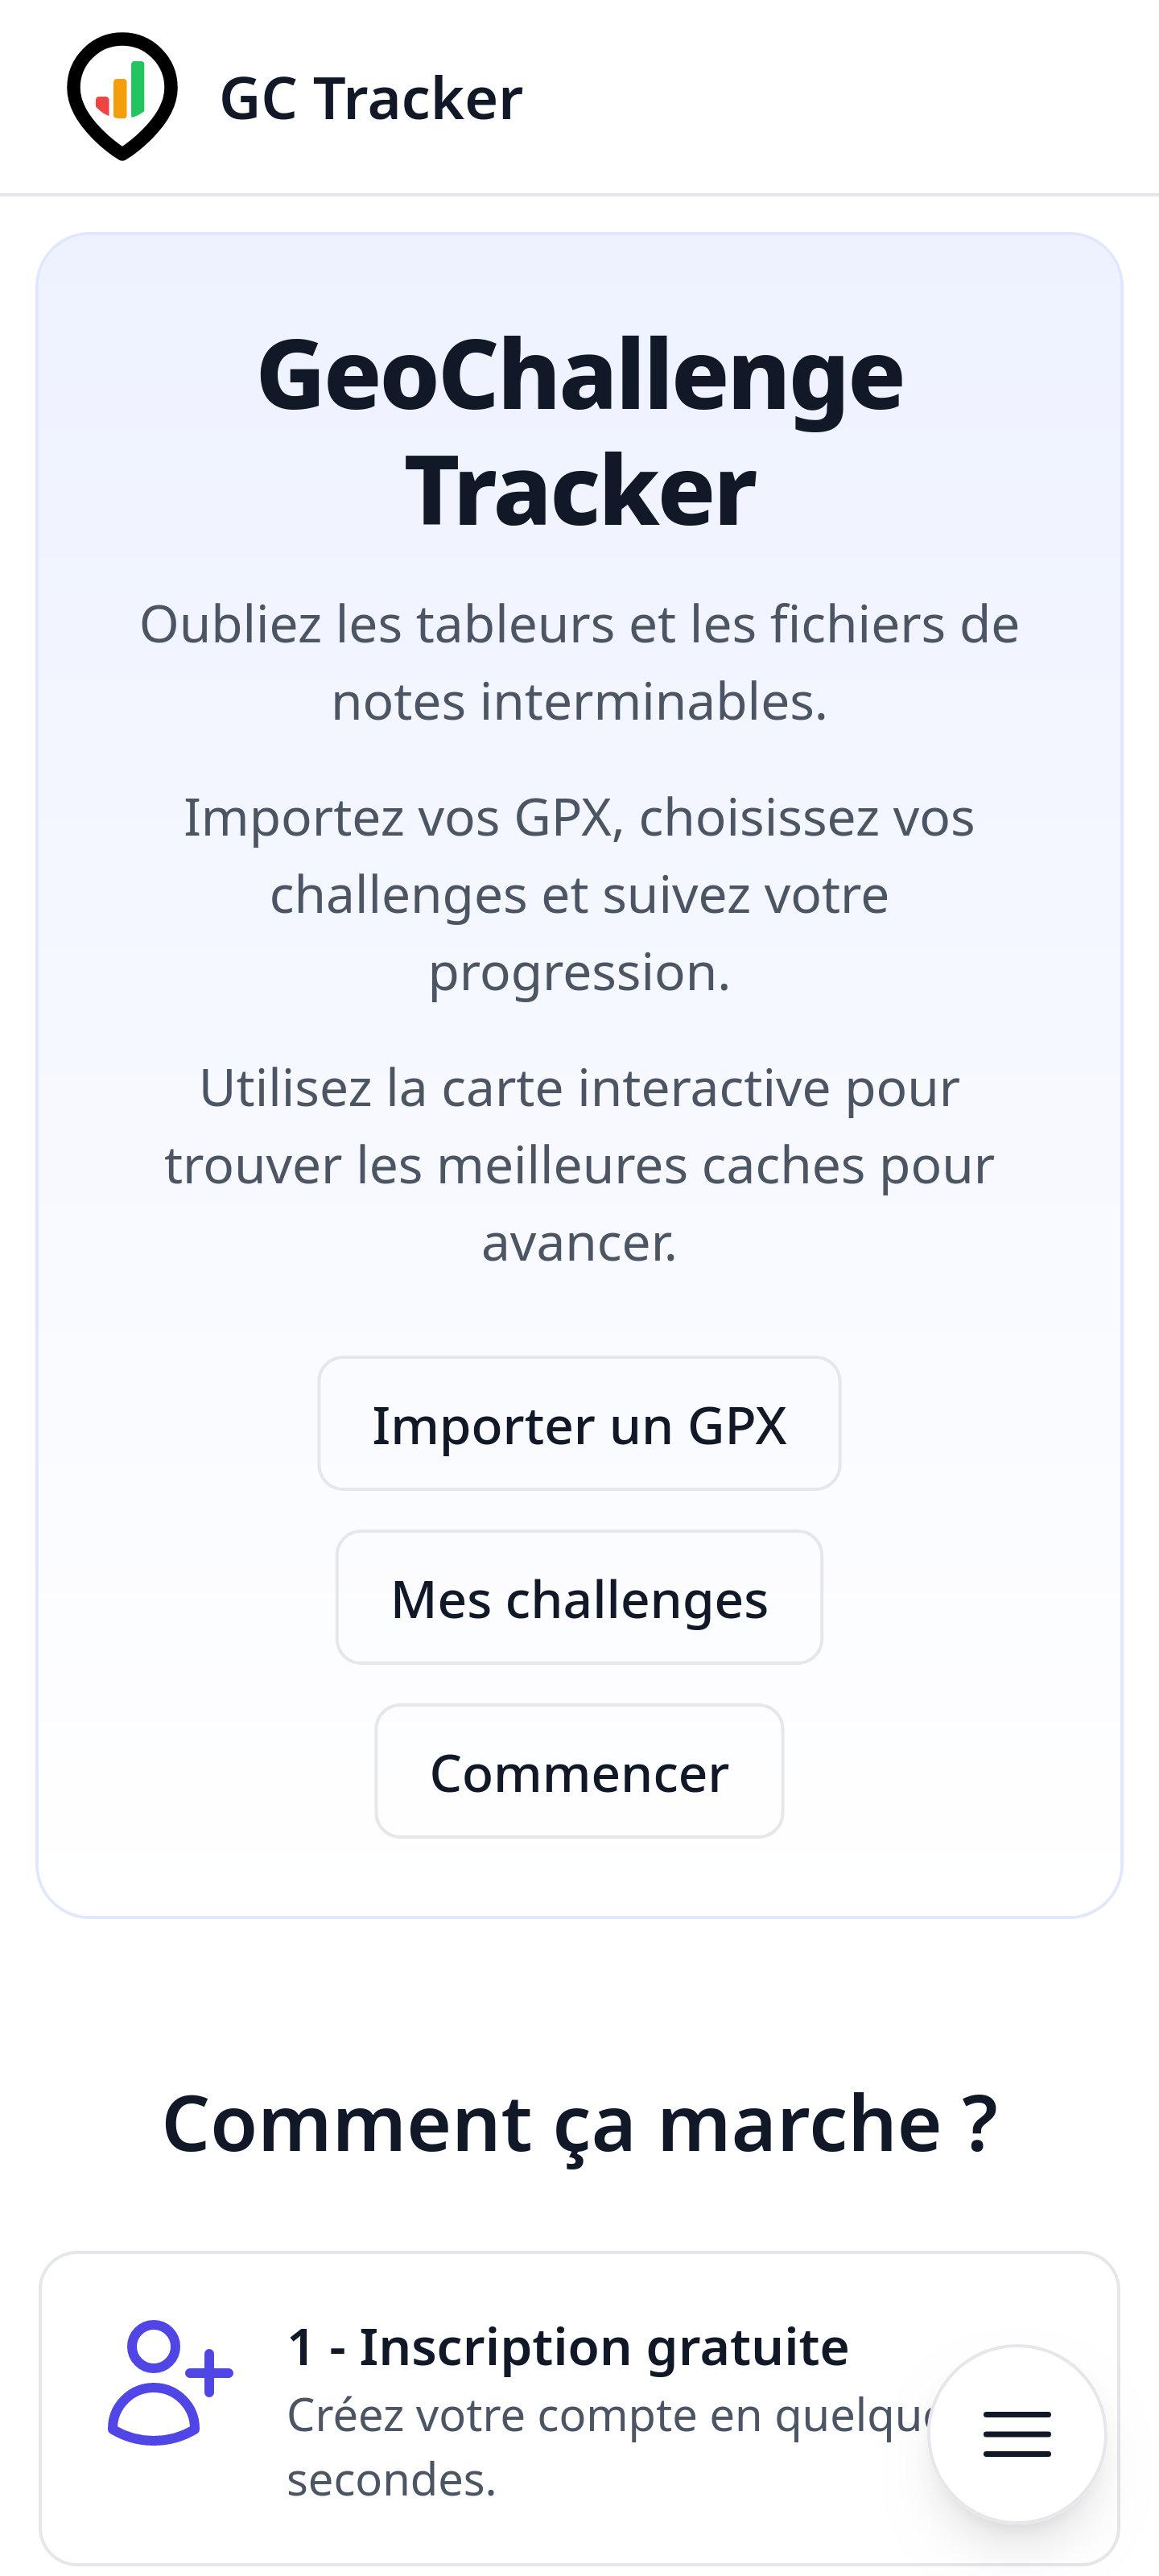 GC Tracker
GeoChallenge
Tracker
Oubliez les tableurs et les fichiers de
notes interminables.
Importez vos GPX, choisissez vos
challenges et suivez votre
progression.
Utilisez la carte interactive pour
trouver les meilleures caches pour
avancer.
Importer un GPX
Mes challenges
Commencer
Comment ça marche ?
1 - Inscription gratuite
Créez votre compte en
secondes.